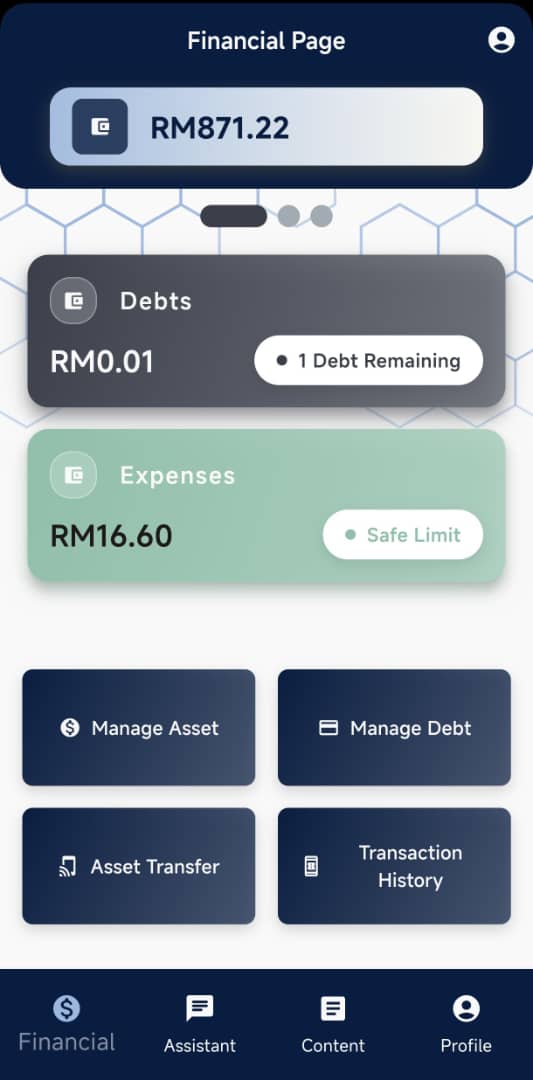 Financial Page
RM871.22
Debts
RM0.01
1 Debt Remaining
Expenses
RM16.60
Safe Limit
Manage Asset
Manage Debt
Asset Transfer
Transaction
History
Financial
Assistant
Content
Profile